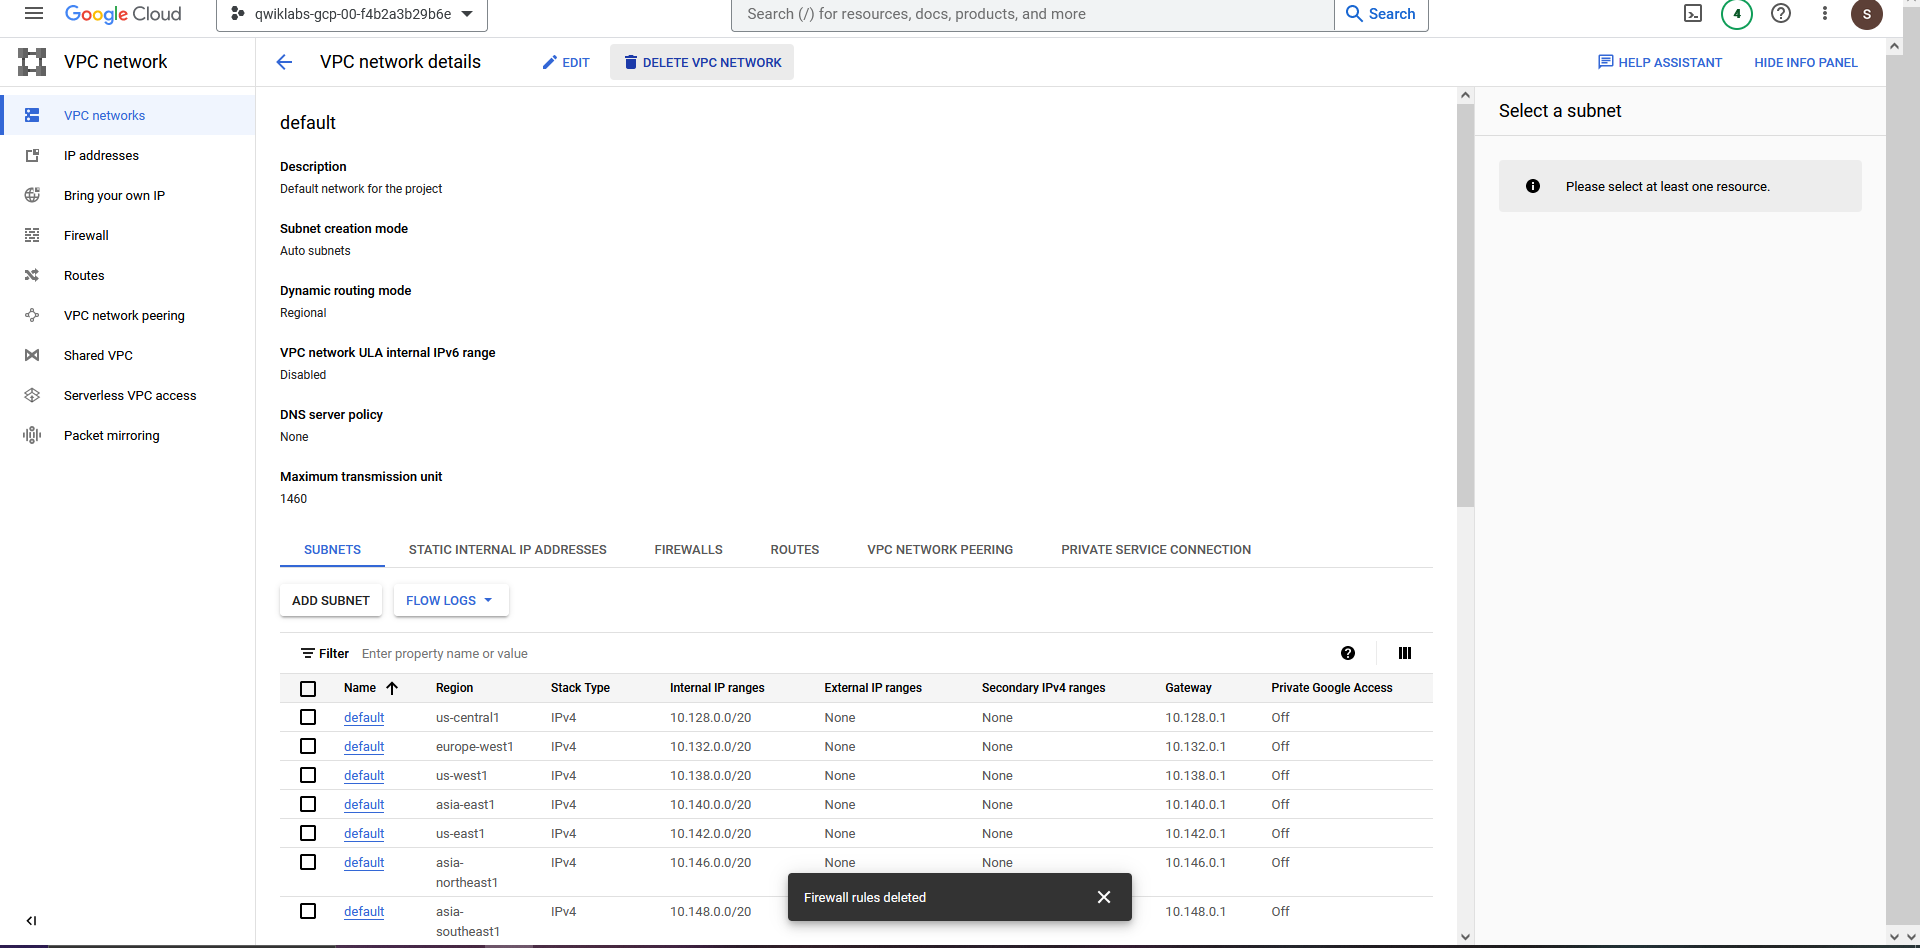 Google Cloud
qwiklabs-gcp-00-f4b2a3b29b6e
Search (/) for resources, docs, products, and more
Search
4
S
VPC network
VPC network details
EDIT
DELETE VPC NETWORK
HELP ASSISTANT
HIDE INFO PANEL
VPC networks
IP addresses
Bring your own IP
Firewall
Routes
VPC network peering
Shared VPC
Serverless VPC access
Packet mirroring
default
Description
Default network for the project
Subnet creation mode
Auto subnets
Dynamic routing mode
Regional
VPC network ULA internal IPv6 range
Disabled
DNS server policy
None
Maximum transmission unit
1460
SUBNETS STATIC INTERNAL IP ADDRESSES FIREWALLS ROUTES VPC NETWORK PEERING PRIVATE SERVICE CONNECTION
ADD SUBNET FLOW LOGS
Filter Enter property name or value
Name Region Stack Type Internal IP ranges External IP ranges Secondary IPv4 ranges Gateway Private Google Access
default us-central1 IPv4 10.128.0.0/20 None None 10.128.0.1 Off
default europe-west1 IPv4 10.132.0.0/20 None None 10.132.0.1 Off
default us-west1 IPv4 10.138.0.0/20 None None 10.138.0.1 Off
default asia-east1 IPv4 10.140.0.0/20 None None 10.140.0.1 Off
default us-east1 IPv4 10.142.0.0/20 None None 10.142.0.1 Off
default asia-northeast1 IPv4 10.146.0.0/20 None None 10.146.0.1 Off
default asia-southeast1 IPv4 10.148.0.0/20 10.148.0.1 Off
Firewall rules deleted
Select a subnet
Please select at least one resource.